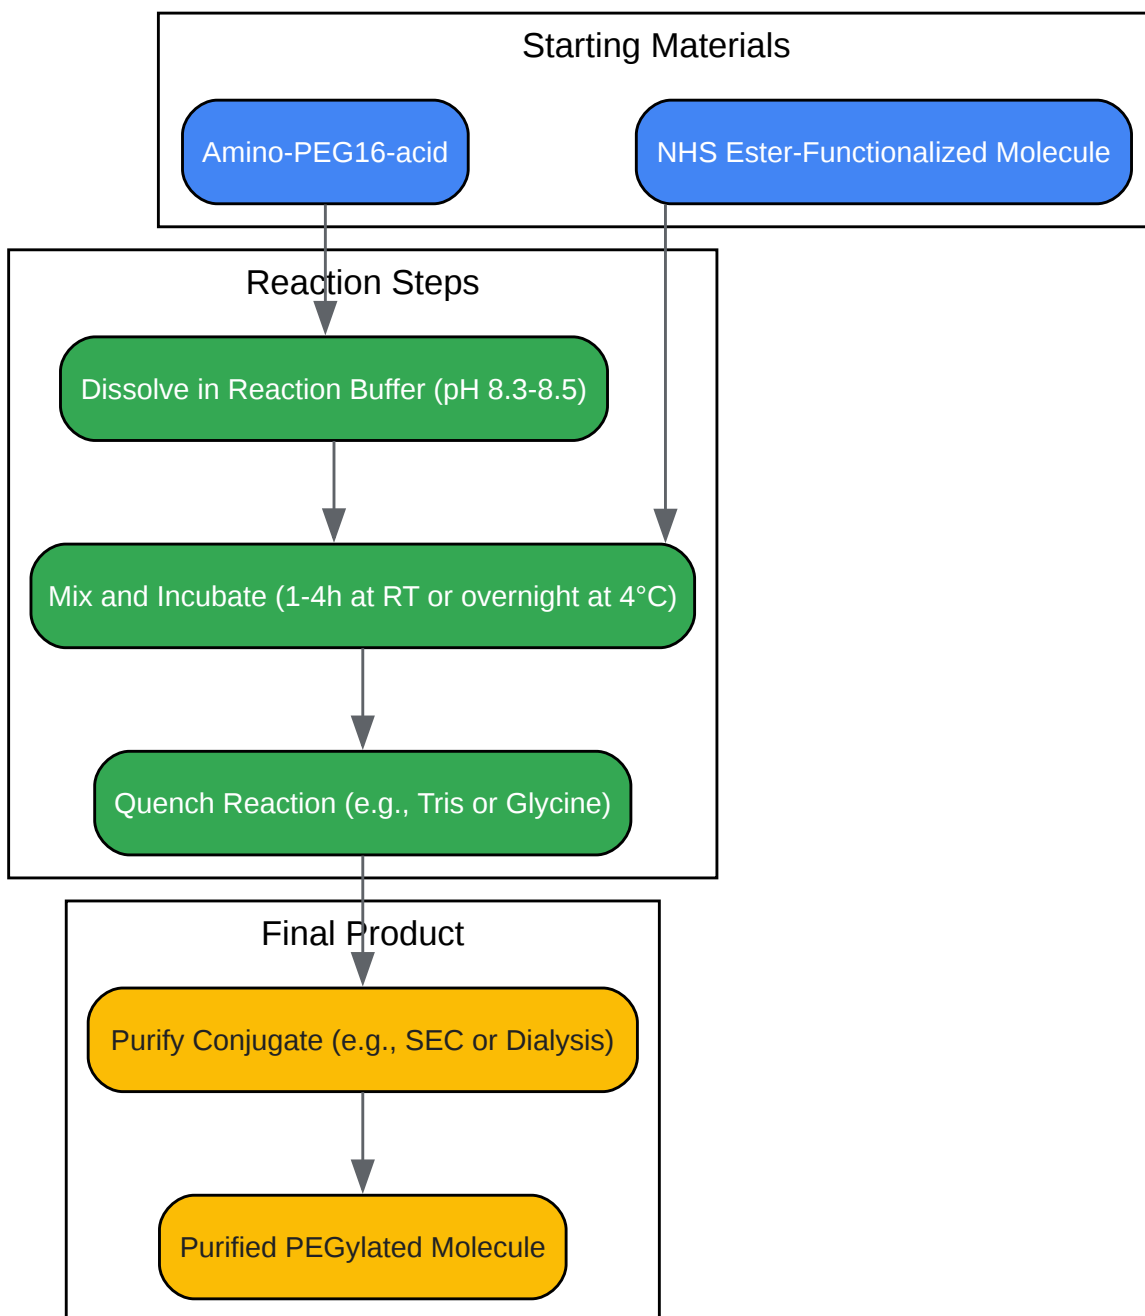 Starting Materials
Amino-PEG16-acid
NHS Ester-Functionalized Molecule
Reaction Steps
Dissolve in Reaction Buffer (pH 8.3-8.5)
Mix and Incubate (1-4h at RT or overnight at 4°C)
Quench Reaction (e.g., Tris or Glycine)
Final Product
Purify Conjugate (e.g., SEC or Dialysis)
Purified PEGylated Molecule